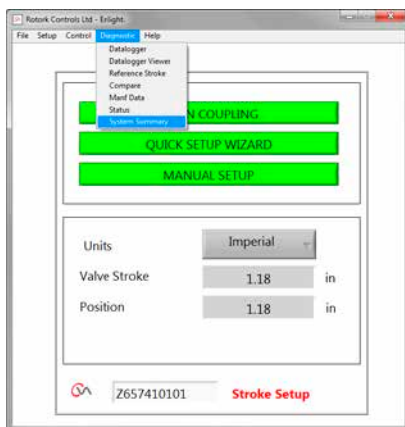 Rotork Controls Ltd - Enlight.
File Setup Control Diagnostic Help
Datalogger
Datalogger Viewer
Reference Stroke
Compare
Manf Data
Status
System Summary
N COUPLING
QUICK SETUP WIZARD
MANUAL SETUP
Units Imperial
Valve Stroke 1.18 in
Position 1.18 in
Z657410101 Stroke Setup